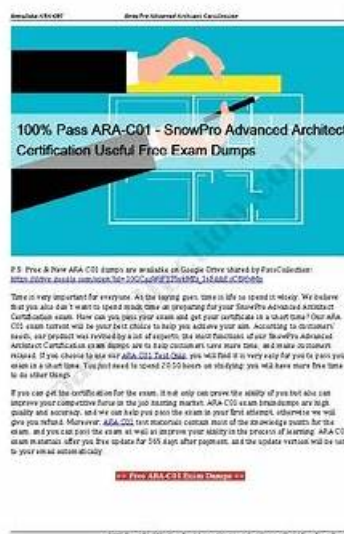 100% Pass ARA-C01 - SnowPro Advanced Architect
Certification Useful Free Exam Dumps
P.S. Free & New ARA-C01 dumps are available on Google Drive shared by PassCollection:
Time is very important for everyone. As the saying goes, time is life so spend it wisely. We believe
that you also don't want to spend much time on preparing for your SnowPro Advanced Architect
Certification exam. How can you pass your exam and get your certificate in a short time? Our ARA-
C01 exam torrent will be your best choice to help you achieve your aim. According to customers'
needs, our product was revised by a lot of experts; the most functions of our SnowPro Advanced
Architect Certification exam dumps are to help customers save more time, and make customers
relaxed. If you choose to use our ARA-C01 Test Quiz, you will find it is very easy for you to pass your
exam in a short time. You just need to spend 20-30 hours on studying; you will have more free time
to do other things.
If you can get the certification for the exam, it not only can prove the ability of you but also can
improve your competitive force in the job hunting market. ARA-C01 exam braindumps are high
quality and accuracy, and we can help you pass the exam in your first attempt, otherwise we will
give you refund. Moreover, ARA-C01 test materials contain most of the knowledge points for the
exam, and you can pass the exam as well as improve your ability in the process of learning. ARA-C01
exam materials offer you free update for 365 days after payment, and the update version will be sent
to your email automatically.
>> Free ARA-C01 Exam Dumps <<